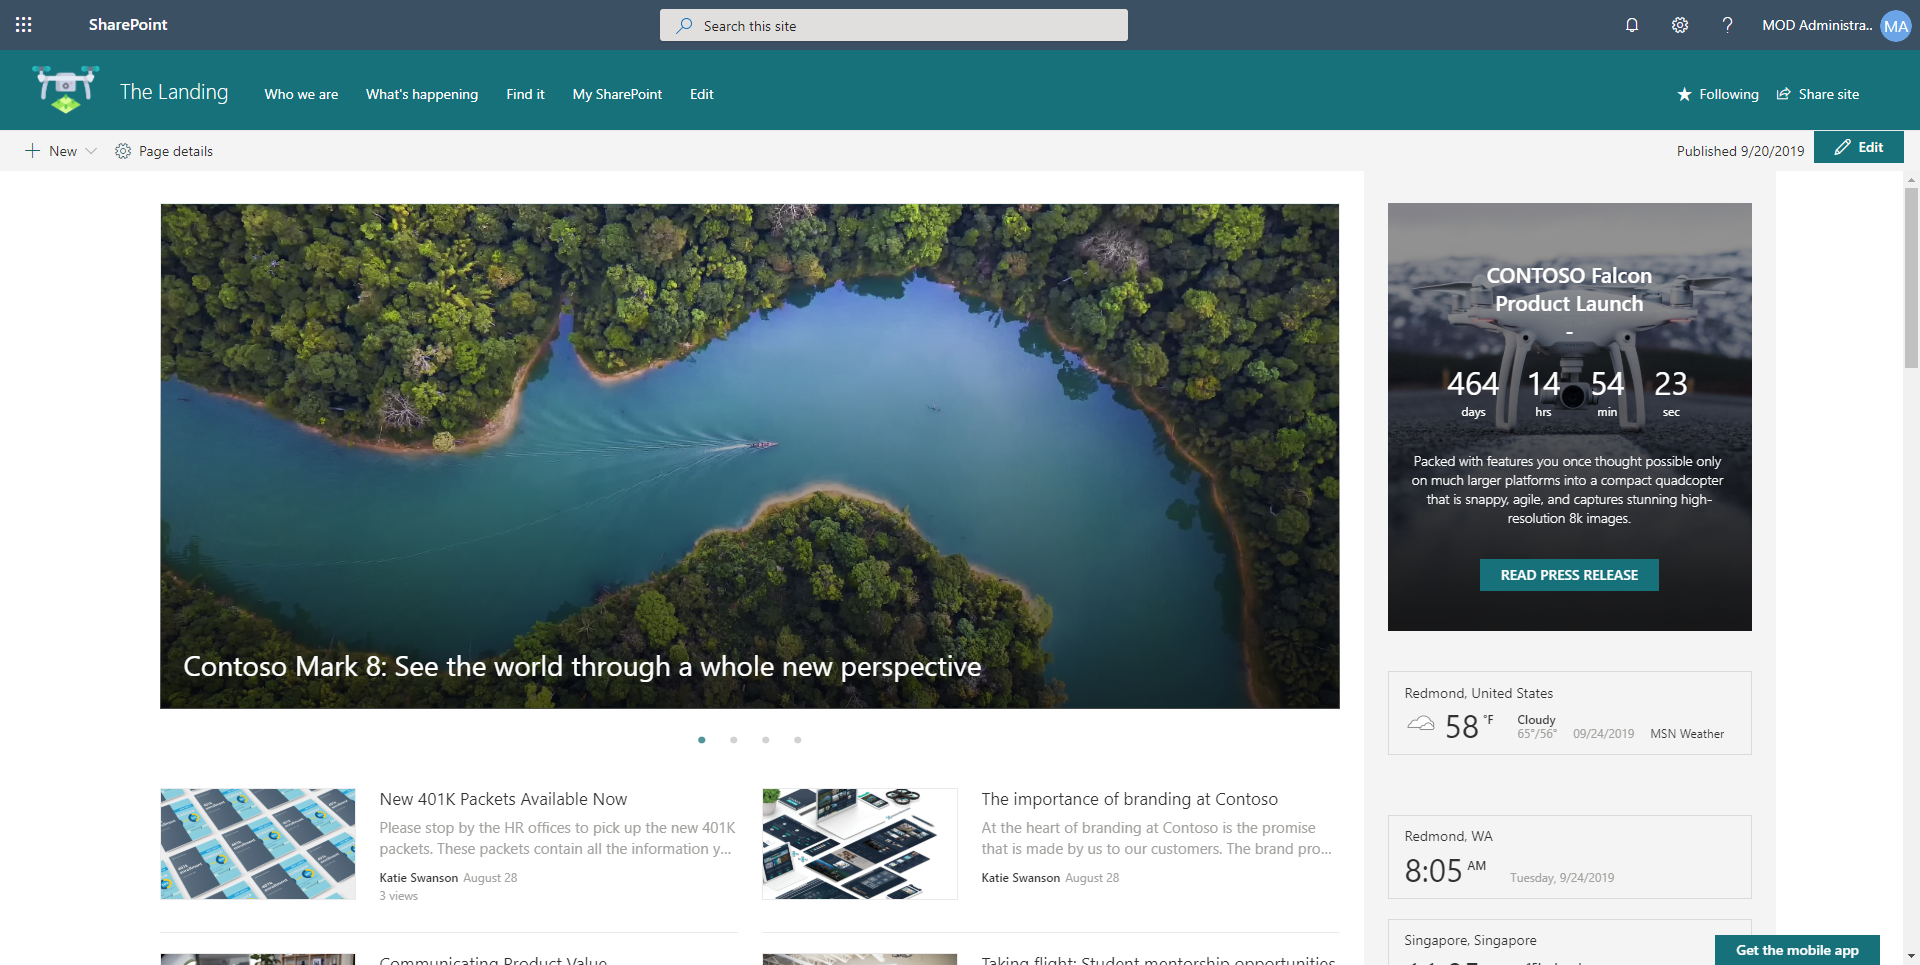 SharePoint
Search this site
MOD Administra..
MA
The Landing
Who we are
What's happening
Find it
My SharePoint
Edit
Following
Share site
New
Page details
Published 9/20/2019
Edit
Contoso Mark 8: See the world through a whole new perspective
CONTOSO Falcon
Product Launch
-
464 14 54 23
days hrs min sec
Packed with features you once thought possible only
on much larger platforms into a compact quadcopter
that is snappy, agile, and captures stunning high-
resolution 8k images.
READ PRESS RELEASE
Redmond, United States
58 °F
Cloudy
65°/56°
09/24/2019
MSN Weather
New 401K Packets Available Now
Please stop by the HR offices to pick up the new 401K
packets. These packets contain all the information y...
Katie Swanson August 28
3 views
The importance of branding at Contoso
At the heart of branding at Contoso is the promise
that is made by us to our customers. The brand pro...
Katie Swanson August 28
Redmond, WA
8:05 AM
Tuesday, 9/24/2019
Singapore, Singapore
Get the mobile app
Communicating Product Value
Taking flight: Student mentorship opportunities